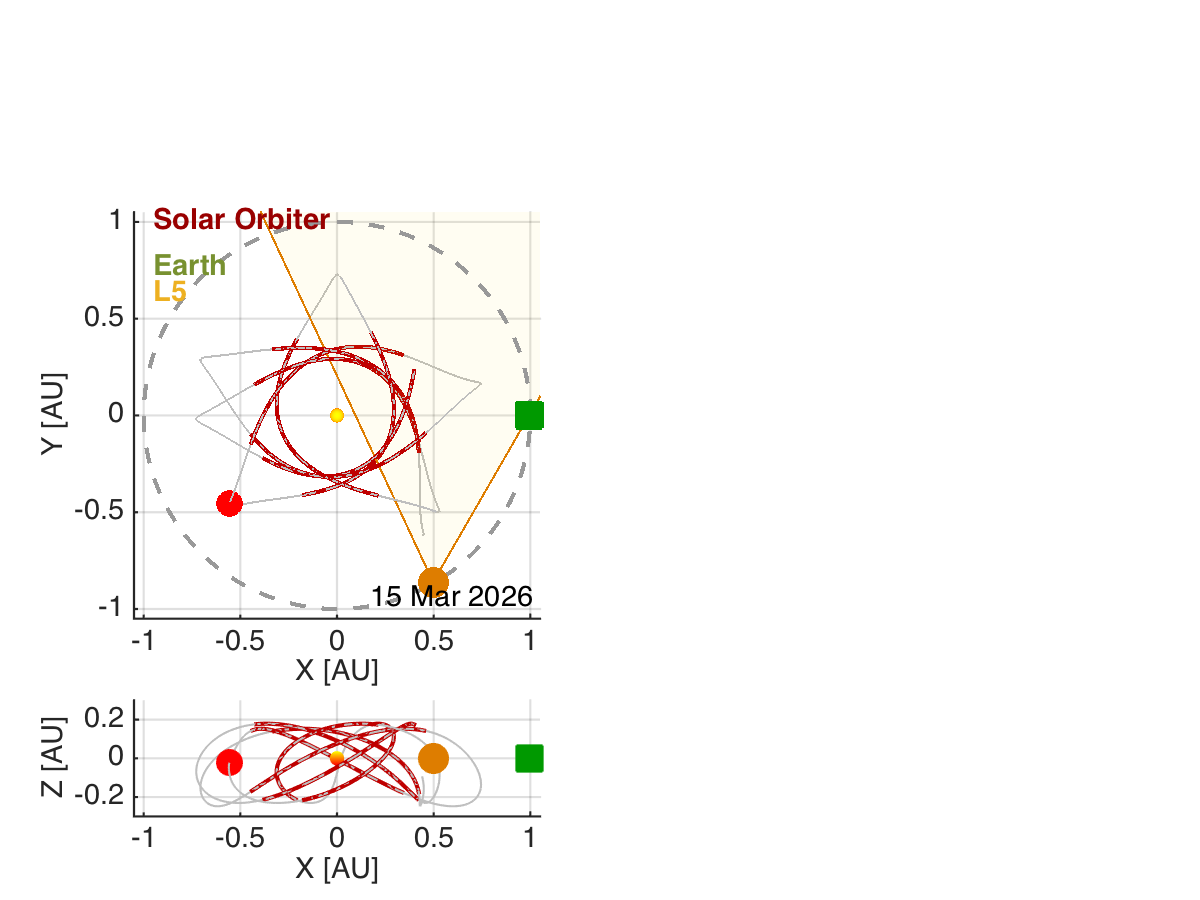 Solar Orbiter
Earth
L5
1
0.5
0
-0.5
-1
Y [AU]
15 Mar 2026
-1 -0.5 0 0.5 1
X [AU]
0.2
0
-0.2
Z [AU]
-1 -0.5 0 0.5 1
X [AU]